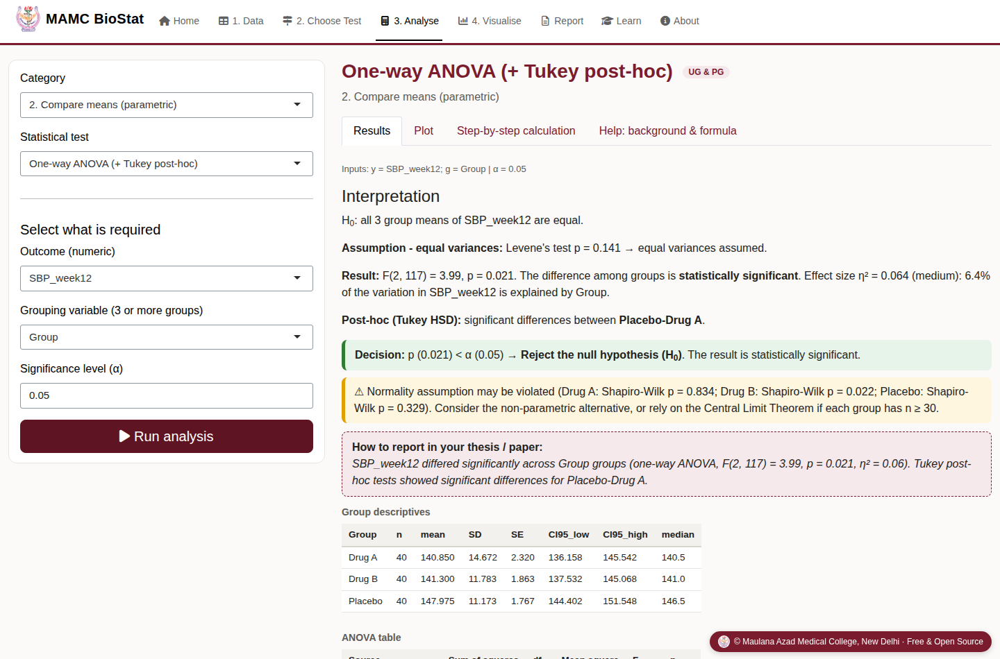 MAMC BioStat
Home
1. Data
2. Choose Test
3. Analyse
4. Visualise
Report
Learn
About
Category
2. Compare means (parametric)
Statistical test
One-way ANOVA (+ Tukey post-hoc)
Select what is required
Outcome (numeric)
SBP_week12
Grouping variable (3 or more groups)
Group
Significance level (α)
0.05
Run analysis
One-way ANOVA (+ Tukey post-hoc) UG & PG
2. Compare means (parametric)
Results Plot Step-by-step calculation Help: background & formula
Inputs: y = SBP_week12; g = Group | α = 0.05
Interpretation
H₀: all 3 group means of SBP_week12 are equal.
Assumption - equal variances: Levene's test p = 0.141 → equal variances assumed.
Result: F(2, 117) = 3.99, p = 0.021. The difference among groups is statistically significant. Effect size η² = 0.064 (medium): 6.4%
of the variation in SBP_week12 is explained by Group.
Post-hoc (Tukey HSD): significant differences between Placebo-Drug A.
Decision: p (0.021) < α (0.05) → Reject the null hypothesis (H₀). The result is statistically significant.
⚠ Normality assumption may be violated (Drug A: Shapiro-Wilk p = 0.834; Drug B: Shapiro-Wilk p = 0.022; Placebo: Shapiro-
Wilk p = 0.329). Consider the non-parametric alternative, or rely on the Central Limit Theorem if each group has n ≥ 30.
How to report in your thesis / paper:
SBP_week12 differed significantly across Group groups (one-way ANOVA, F(2, 117) = 3.99, p = 0.021, η² = 0.06). Tukey post-
hoc tests showed significant differences for Placebo-Drug A.
Group descriptives
Group n mean SD SE CI95_low CI95_high median
Drug A 40 140.850 14.672 2.320 136.158 145.542 140.5
Drug B 40 141.300 11.783 1.863 137.532 145.068 141.0
Placebo 40 147.975 11.173 1.767 144.402 151.548 146.5
ANOVA table
© Maulana Azad Medical College, New Delhi · Free & Open Source
Source Sum of squares df Mean square F p